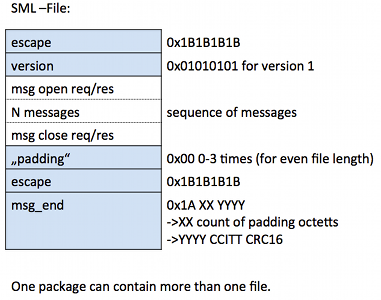 SML –File:
escape 0x1B1B1B1B
version 0x01010101 for version 1
msg open req/res
N messages sequence of messages
msg close req/res
„padding“ 0x00 0-3 times (for even file length)
escape 0x1B1B1B1B
msg_end 0x1A XX YYYY
->XX count of padding octetts
->YYYY CCITT CRC16
One package can contain more than one file.